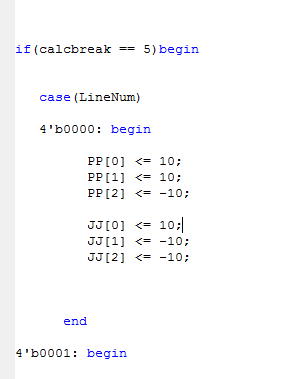 if(calcbreak == 5)begin
case(LineNum)
4'b0000: begin
PP[0] <= 10;
PP[1] <= 10;
PP[2] <= -10;
JJ[0] <= 10;
JJ[1] <= -10;
JJ[2] <= -10;
end
4'b0001: begin